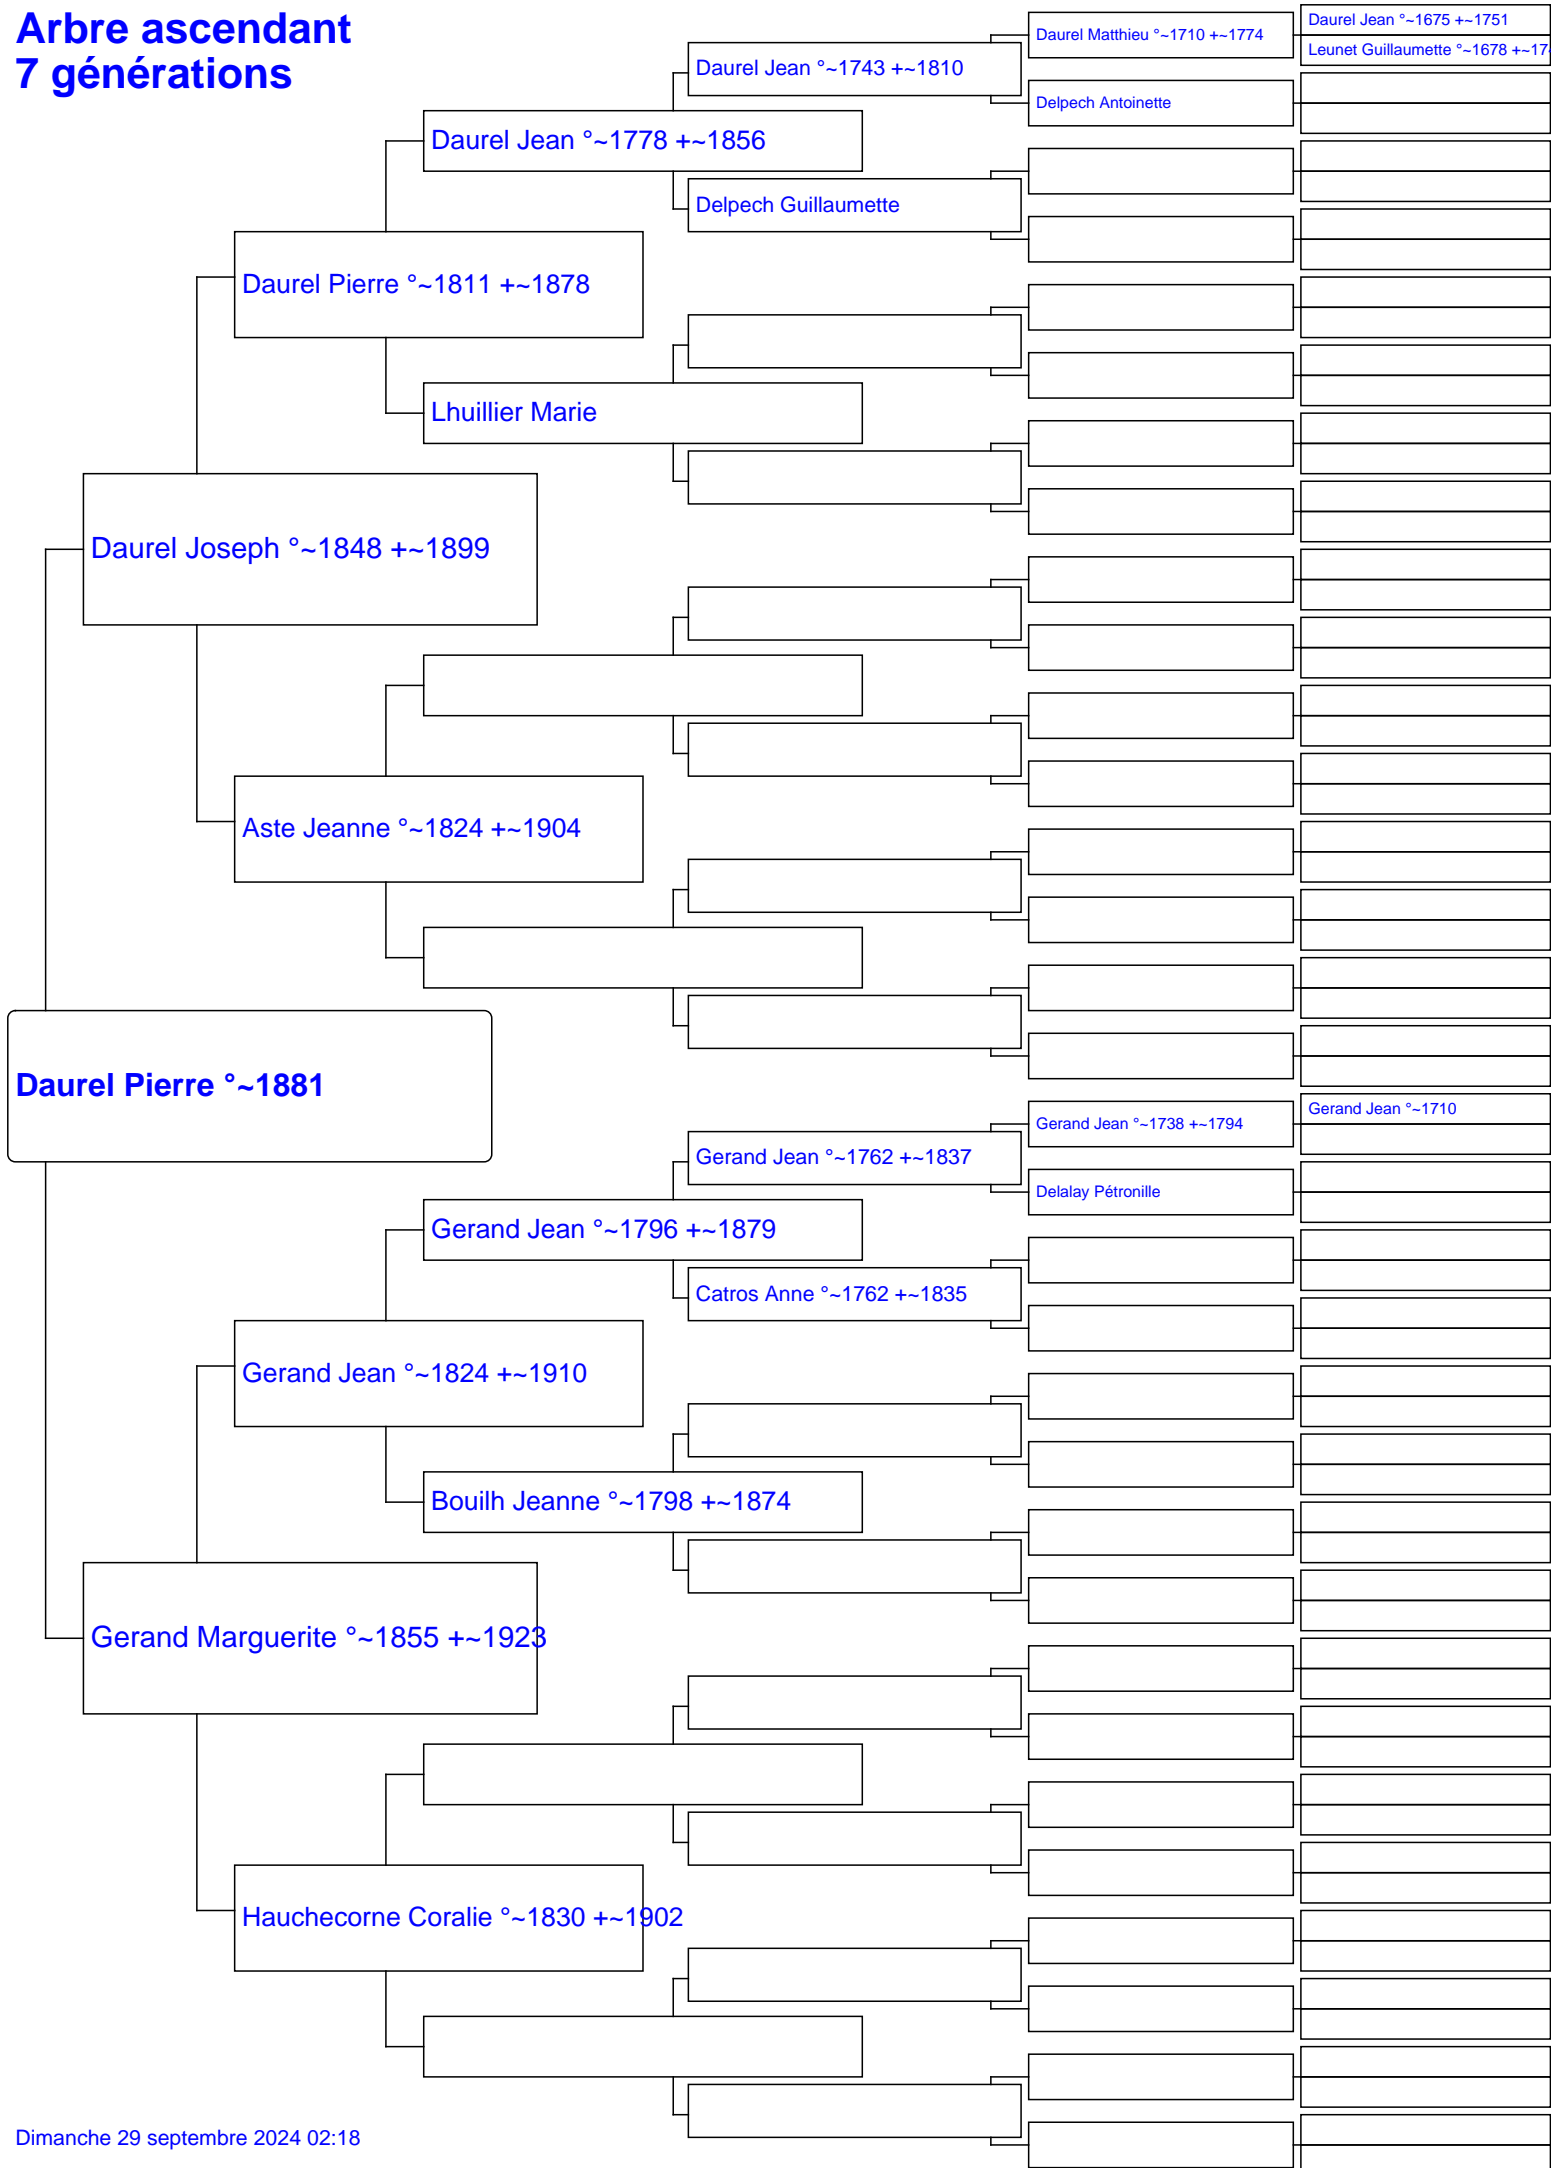 Arbre ascendant
7 générations
Daurel Jean °~1675 +~1751
Daurel Matthieu °~1710 +~1774
Leunet Guillaumette °~1678 +~17
Daurel Jean °~1743 +~1810
Delpech Antoinette
Daurel Jean °~1778 +~1856
Delpech Guillaumette
Daurel Pierre °~1811 +~1878
Lhuillier Marie
Daurel Joseph °~1848 +~1899
Aste Jeanne °~1824 +~1904
Daurel Pierre °~1881
Gerand Jean °~1710
Gerand Jean °~1738 +~1794
Gerand Jean °~1762 +~1837
Delalay Pétronille
Gerand Jean °~1796 +~1879
Catros Anne °~1762 +~1835
Gerand Jean °~1824 +~1910
Bouilh Jeanne °~1798 +~1874
Gerand Marguerite °~1855 +~1923
Hauchecorne Coralie °~1830 +~1902
Dimanche 29 septembre 2024 02:18